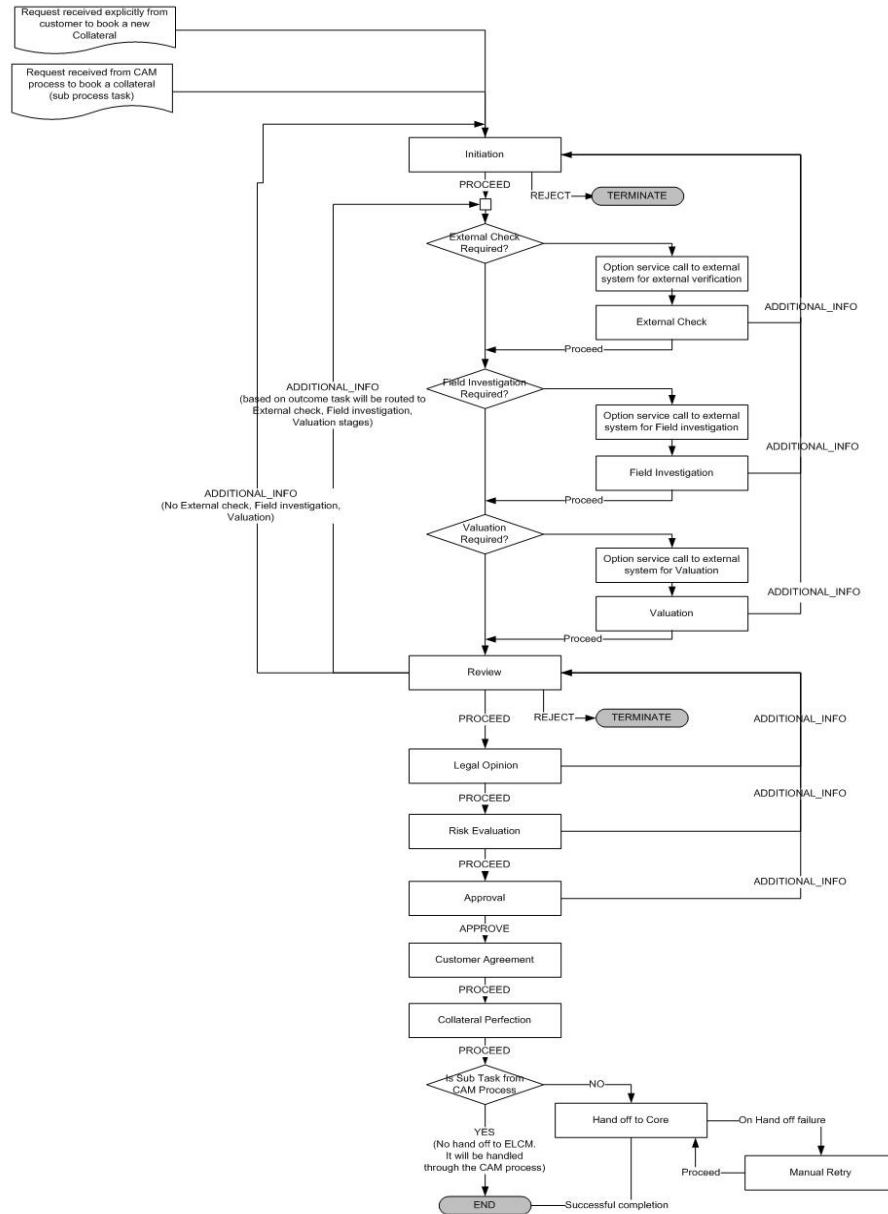 Request received explicitly from
customer to book a new
Collateral
Request received from CAM
process to book a collateral
(sub process task)
Initiation
PROCEED
REJECT
TERMINATE
External Check
Required?
Option service call to external
system for external verification
ADDITIONAL_INFO
External Check
Proceed
ADDITIONAL_INFO
(based on outcome task will be routed to
External check, Field investigation,
Valuation stages)
Field Investigation
Required?
Option service call to external
system for Field investigation
ADDITIONAL_INFO
Field Investigation
ADDITIONAL_INFO
(No External check, Field investigation,
Valuation)
Proceed
Valuation
Required?
Option service call to external
system for Valuation
ADDITIONAL_INFO
Valuation
Proceed
Review
PROCEED
REJECT
TERMINATE
ADDITIONAL_INFO
Legal Opinion
PROCEED
ADDITIONAL_INFO
Risk Evaluation
PROCEED
ADDITIONAL_INFO
Approval
APPROVE
Customer Agreement
PROCEED
Collateral Perfection
PROCEED
Is Sub Task from
CAM Process
NO
Hand off to Core
On Hand off failure
YES
(No hand off to ELCM.
It will be handled
through the CAM process)
Proceed
Manual Retry
END
Successful completion